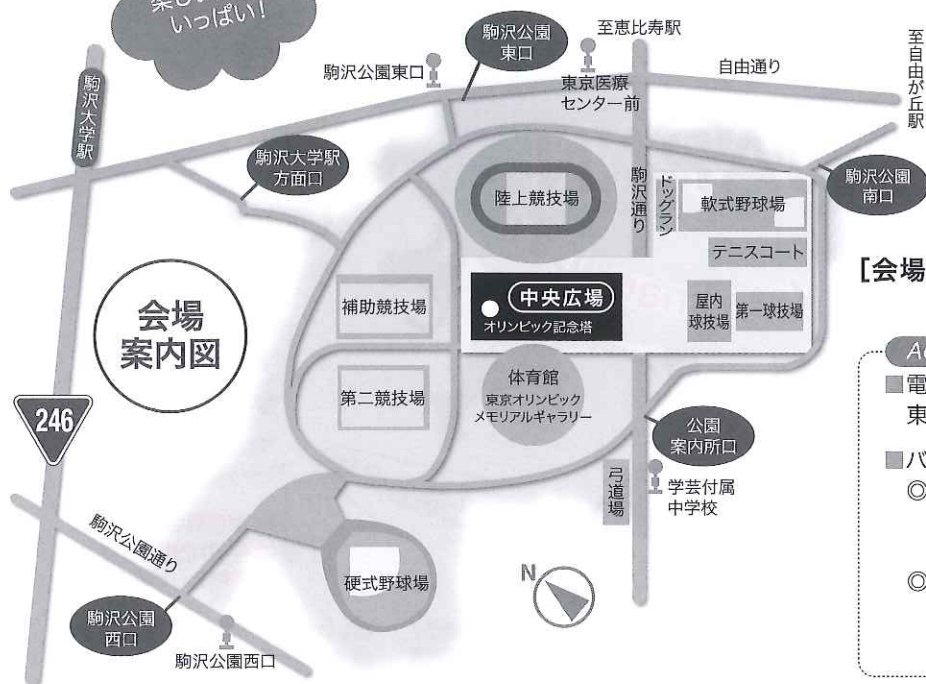 いっぱい!
駒沢公園
東口
至恵比寿駅
至自由が丘駅
駒沢公園東口
東京医療
センター前
自由通り
駒沢大学駅
駒沢大学駅
方面口
陸上競技場
駒沢通り
ドッグラン
軟式野球場
駒沢公園
南口
テニスコート
[会場
会場
案内図
補助競技場
中央広場
オリンピック記念塔
屋内
球技場
第一球技場
246
第二競技場
体育館
東京オリンピック
メモリアルギャラリー
公園
案内所口
弓道場
学芸付属
中学校
駒沢公園通り
硬式野球場
N
駒沢公園
西口
駒沢公園西口
■電
東
■バ
◎
◎